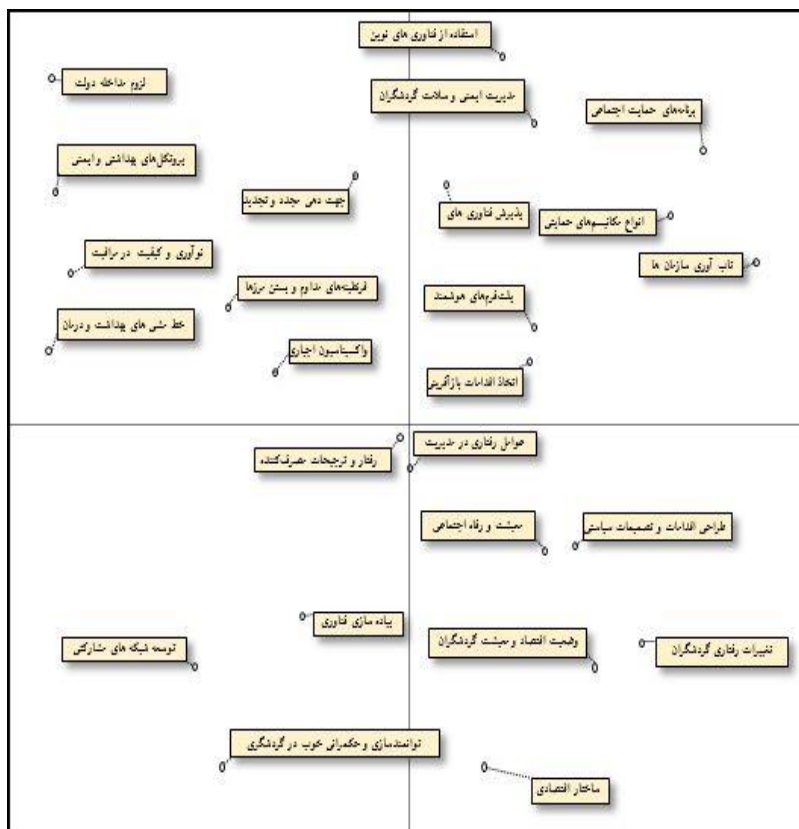 استفاده از فناوری های نوین
لزوم مداخله دولت
مدیریت ایمنی و سلامت گردشگران
برنامه‌های حمایت اجتماعی
پروتکل‌های بهداشتی و ایمنی
جهت دهی مجدد و تجدید
پذیرش فناوری های
انواع مکانیسم‌های حمایتی
نوآوری و کیفیت در مراقبت
تاب آوری سازمان ها
قرنطینه‌های مداوم و بستن مرزها
پلت‌فرم‌های هوشمند
خط مشی های بهداشت و درمان
واکسیناسیون اجباری
اتخاذ اقدامات بازآفرینی
عوامل رفتاری در مدیریت
رفتار و ترجیحات مصرف‌کننده
معیشت و رفاه اجتماعی
طراحی اقدامات و تصمیمات سیاستی
پیاده سازی فناوری
توسعه شبکه های مشارکتی
وضعیت اقتصاد و معیشت گردشگران
تغییرات رفتاری گردشگران
توانمندسازی و حکمرانی خوب در گردشگری
ساختار اقتصادی